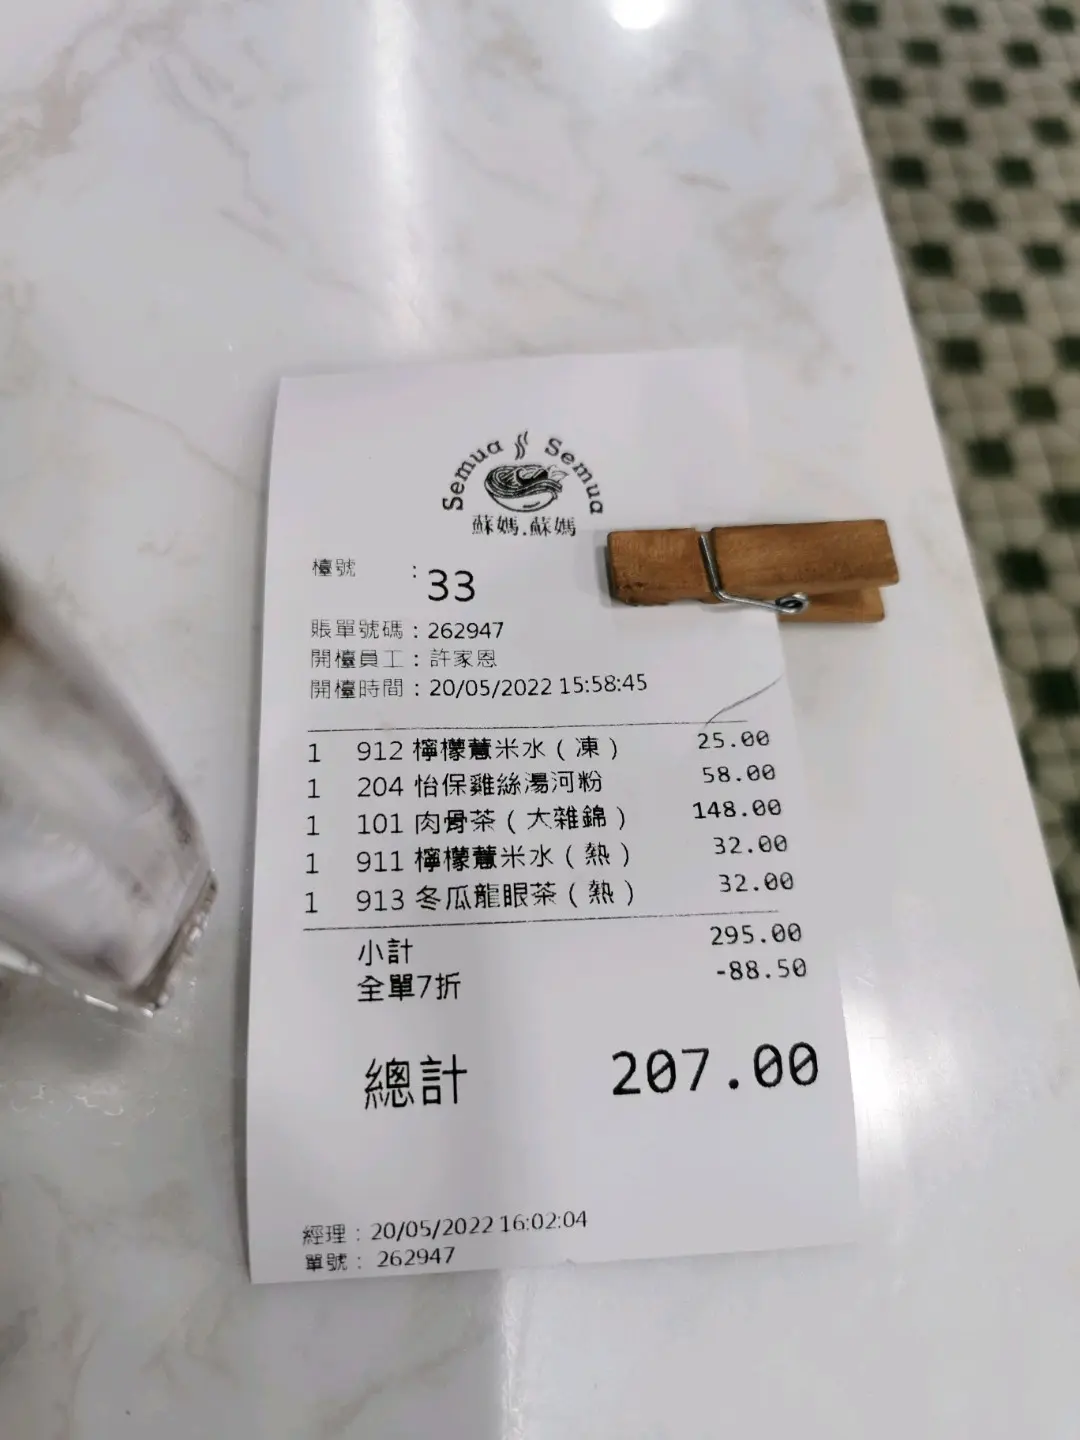 Semua Semua
蘇媽.蘇媽
檯號 : 33
賬單號碼 : 262947
開檯員工 : 許家恩
開檯時間 : 20/05/2022 15:58:45
1 912 檸檬薏米水 ( 凍 ) 25.00
1 204 怡保雞絲湯河粉 58.00
1 101 肉骨茶 ( 大雜錦 ) 148.00
1 911 檸檬薏米水 ( 熱 ) 32.00
1 913 冬瓜龍眼茶 ( 熱 ) 32.00
小計 295.00
全單7折 -88.50
總計 207.00
經理 : 20/05/2022 16:02:04
單號 : 262947